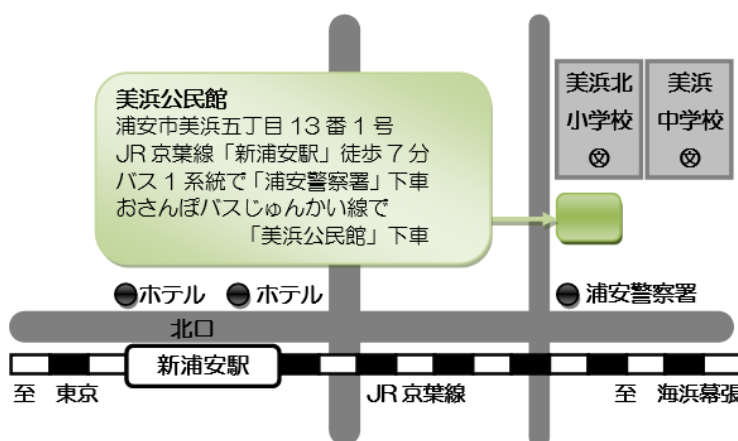 美浜北
小学校
美浜
中学校
美浜公民館
浦安市美浜五丁目13番1号
JR京葉線「新浦安駅」徒歩7分
バス1系統で「浦安警察署」下車
おさんぽバスじゅんかい線で
「美浜公民館」下車
ホテル
ホテル
浦安警察署
北口
新浦安駅
至 東京
JR京葉線
至 海浜幕張